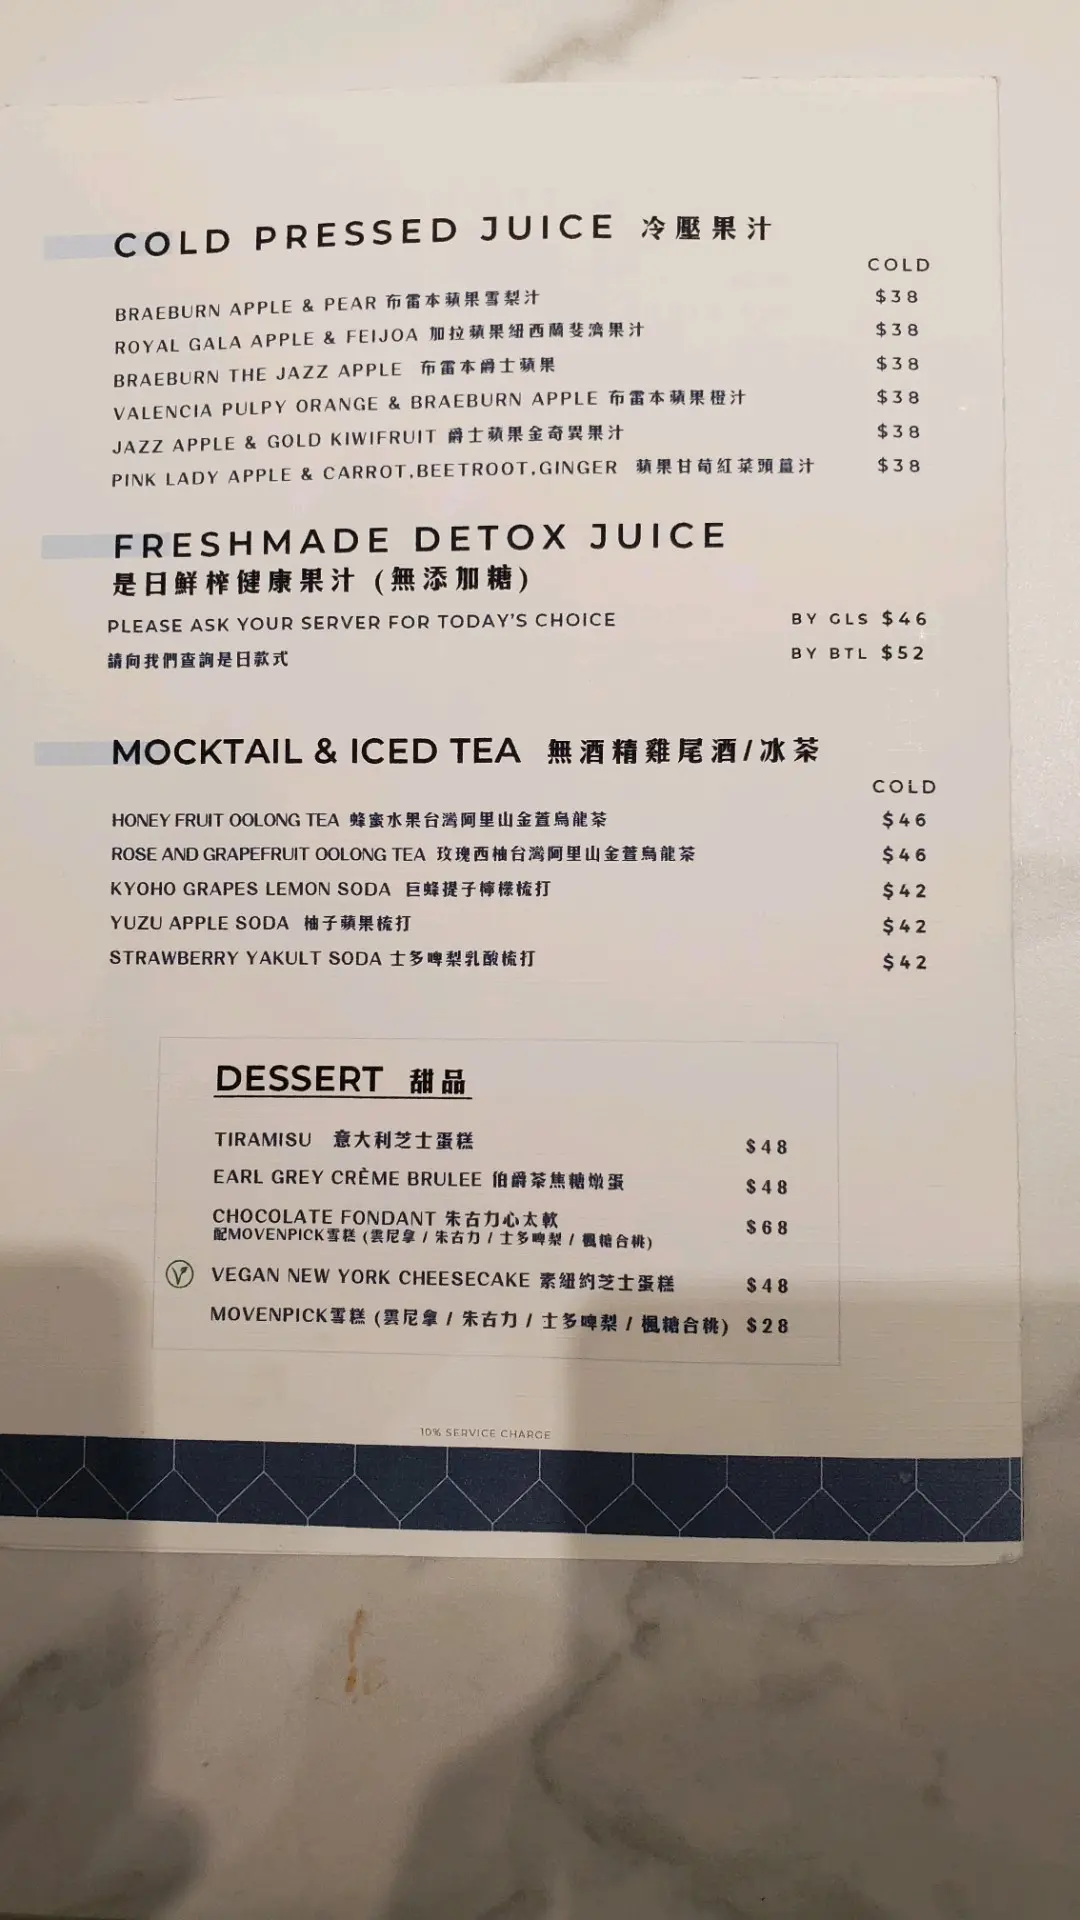 COLD PRESSED JUICE 冷壓果汁
COLD
BRAEBURN APPLE & PEAR 布雷本蘋果雪梨汁 $38
ROYAL GALA APPLE & FEIJOA 加拉蘋果紐西蘭斐濟果汁 $38
BRAEBURN THE JAZZ APPLE 布雷本爵士蘋果 $38
VALENCIA PULPY ORANGE & BRAEBURN APPLE 布雷本蘋果橙汁 $38
JAZZ APPLE & GOLD KIWIFRUIT 爵士蘋果金奇異果汁 $38
PINK LADY APPLE & CARROT,BEETROOT,GINGER 蘋果甘荀紅菜頭薑汁 $38
FRESHMADE DETOX JUICE
是日鮮榨健康果汁 (無添加糖)
PLEASE ASK YOUR SERVER FOR TODAY'S CHOICE BY GLS $46
請向我們查詢是日款式 BY BTL $52
MOCKTAIL & ICED TEA 無酒精雞尾酒/冰茶
COLD
HONEY FRUIT OOLONG TEA 蜂蜜水果台灣阿里山金萱烏龍茶 $46
ROSE AND GRAPEFRUIT OOLONG TEA 玫瑰西柚台灣阿里山金萱烏龍茶 $46
KYOHO GRAPES LEMON SODA 巨蜂提子檸檬梳打 $42
YUZU APPLE SODA 柚子蘋果梳打 $42
STRAWBERRY YAKULT SODA 士多啤梨乳酸梳打 $42
DESSERT 甜品
TIRAMISU 意大利芝士蛋糕 $48
EARL GREY CRÈME BRULEE 伯爵茶焦糖燉蛋 $48
CHOCOLATE FONDANT 朱古力心太軟 $68
配MOVENPICK雪糕 (雲尼拿 / 朱古力 / 士多啤梨 / 楓糖合桃)
VEGAN NEW YORK CHEESECAKE 素紐約芝士蛋糕 $48
MOVENPICK雪糕 (雲尼拿 / 朱古力 / 士多啤梨 / 楓糖合桃) $28
10% SERVICE CHARGE